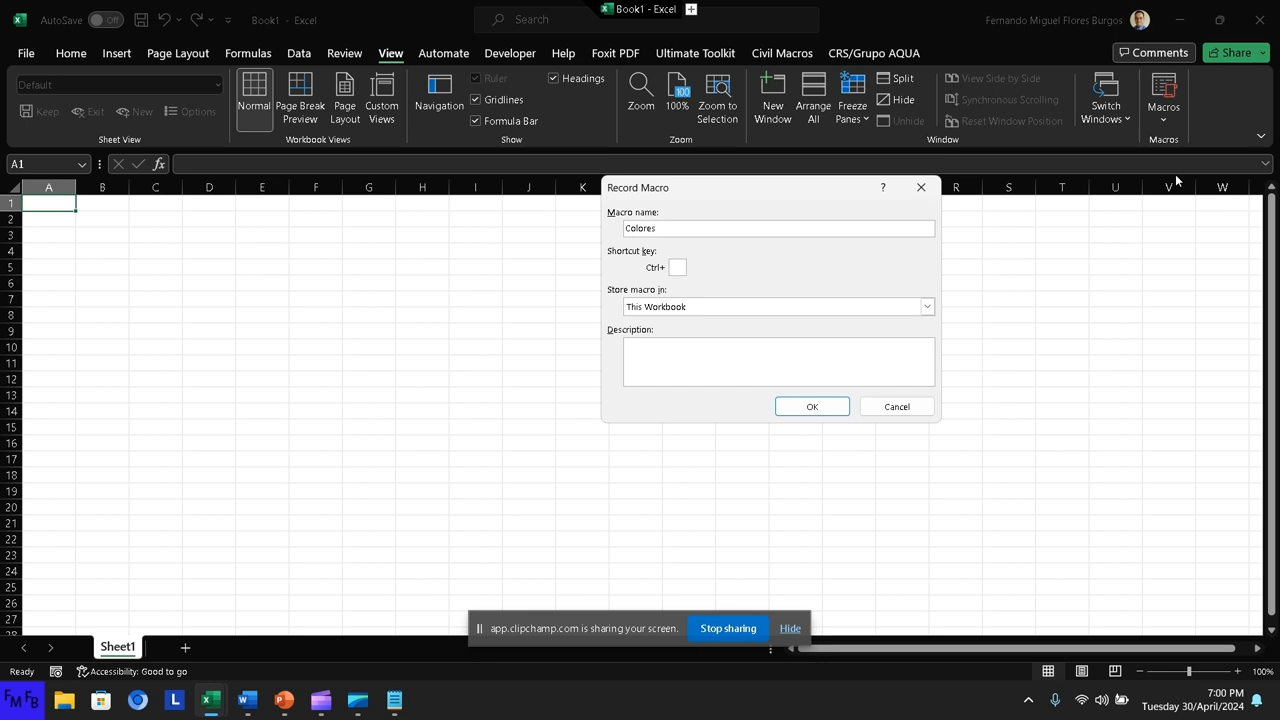 Book1 - Excel
AutoSave Off Book1 - Excel Search Fernando Miguel Flores Burgos
File Home Insert Page Layout Formulas Data Review View Automate Developer Help Foxit PDF Ultimate Toolkit Civil Macros CRS/Grupo AQUA Comments Share
Default
Keep Exit New Options
Sheet View
Normal Page Break Preview Page Layout Custom Views
Workbook Views
Navigation Ruler Gridlines Formula Bar Headings
Show
Zoom 100% Zoom to Selection
Zoom
New Window Arrange All Freeze Panes Split Hide Unhide View Side by Side Synchronous Scrolling Reset Window Position Switch Windows
Window
Macros
Macros
A1 fx
A B C D E F G H I J K R S T U V W
1
2
3
4
5
6
7
8
9
10
11
12
13
14
15
16
17
18
19
20
21
22
23
24
25
26
27
28
Record Macro ?
Macro name:
Colores
Shortcut key:
Ctrl+
Store macro in:
This Workbook
Description:
OK Cancel
app.clipchamp.com is sharing your screen. Stop sharing Hide
Sheet1
Ready Accessibility: Good to go 100%
FMFB
L
7:00 PM
Tuesday 30/April/2024